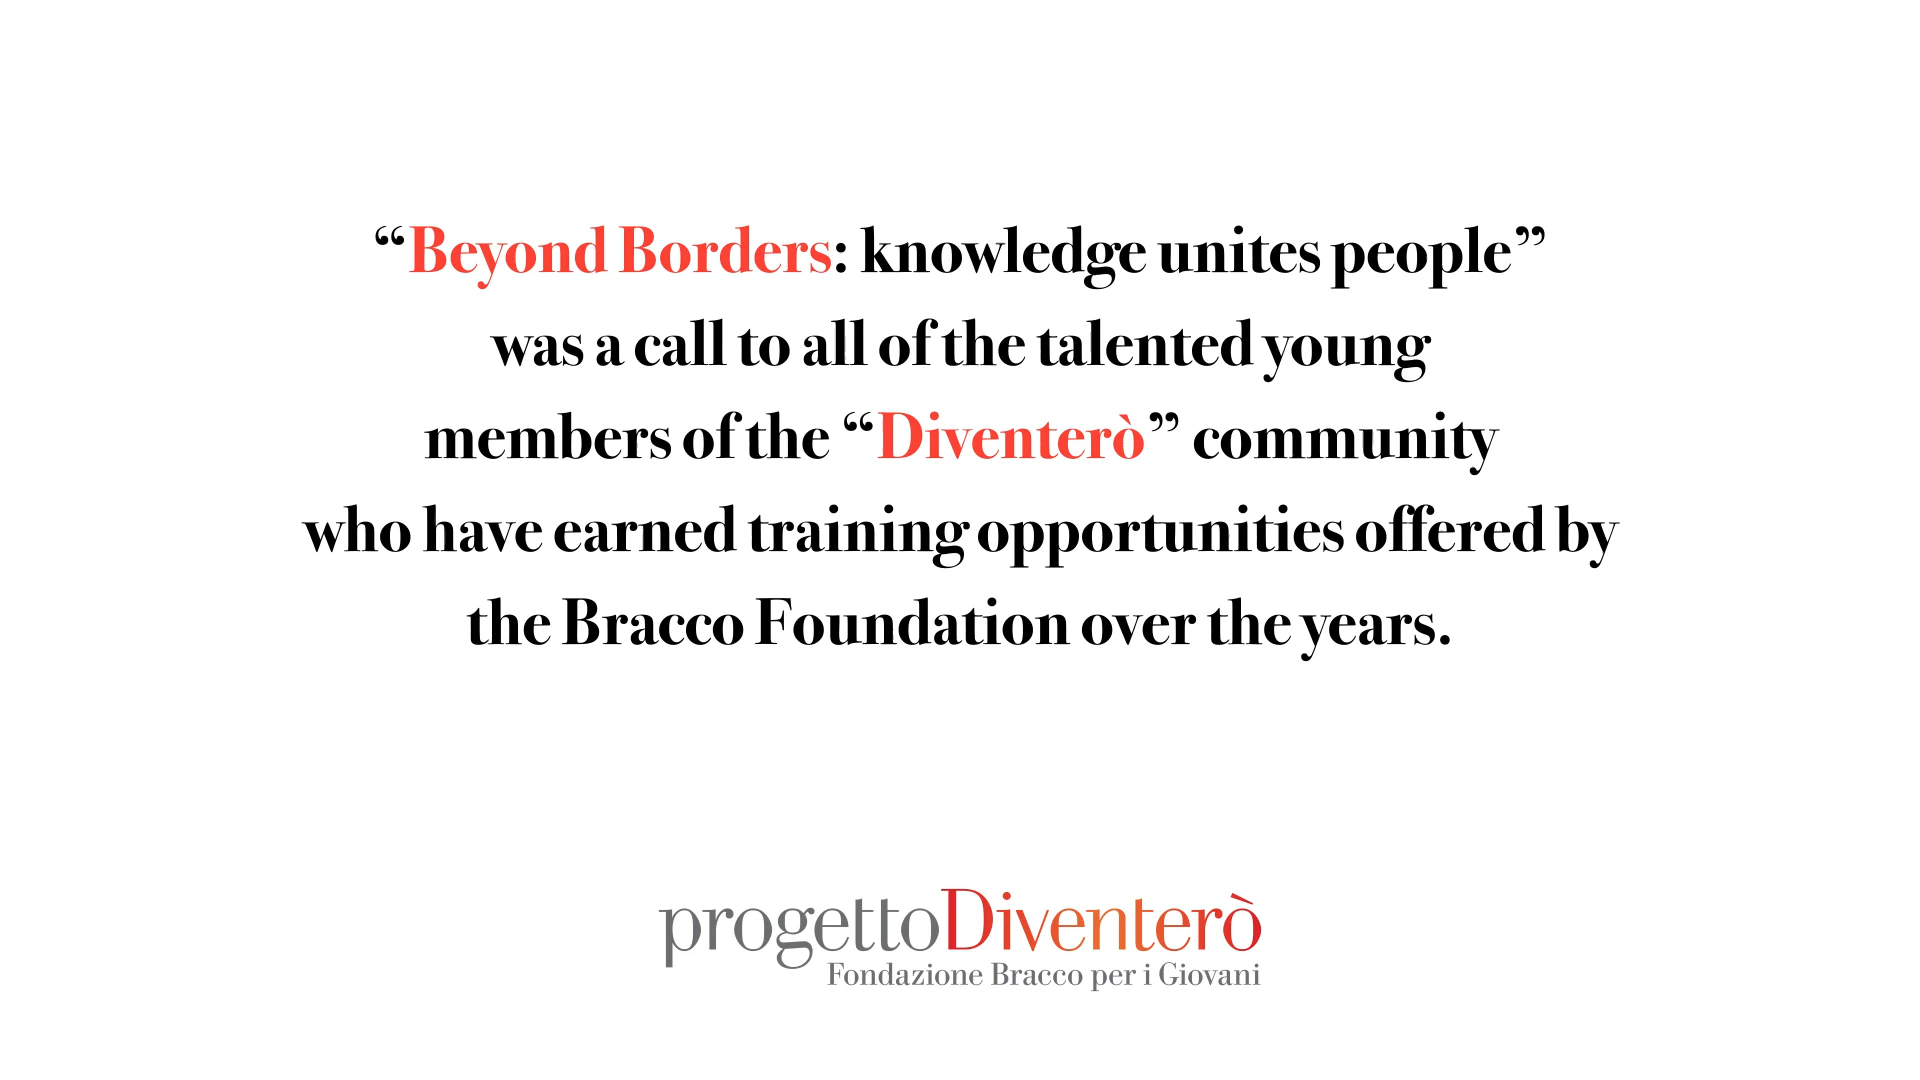 “Beyond Borders: knowledge unites people”
was a call to all of the talented young
members of the “Diventerò” community
who have earned training opportunities offered by
the Bracco Foundation over the years.
progettoDiventerò
Fondazione Bracco per i Giovani